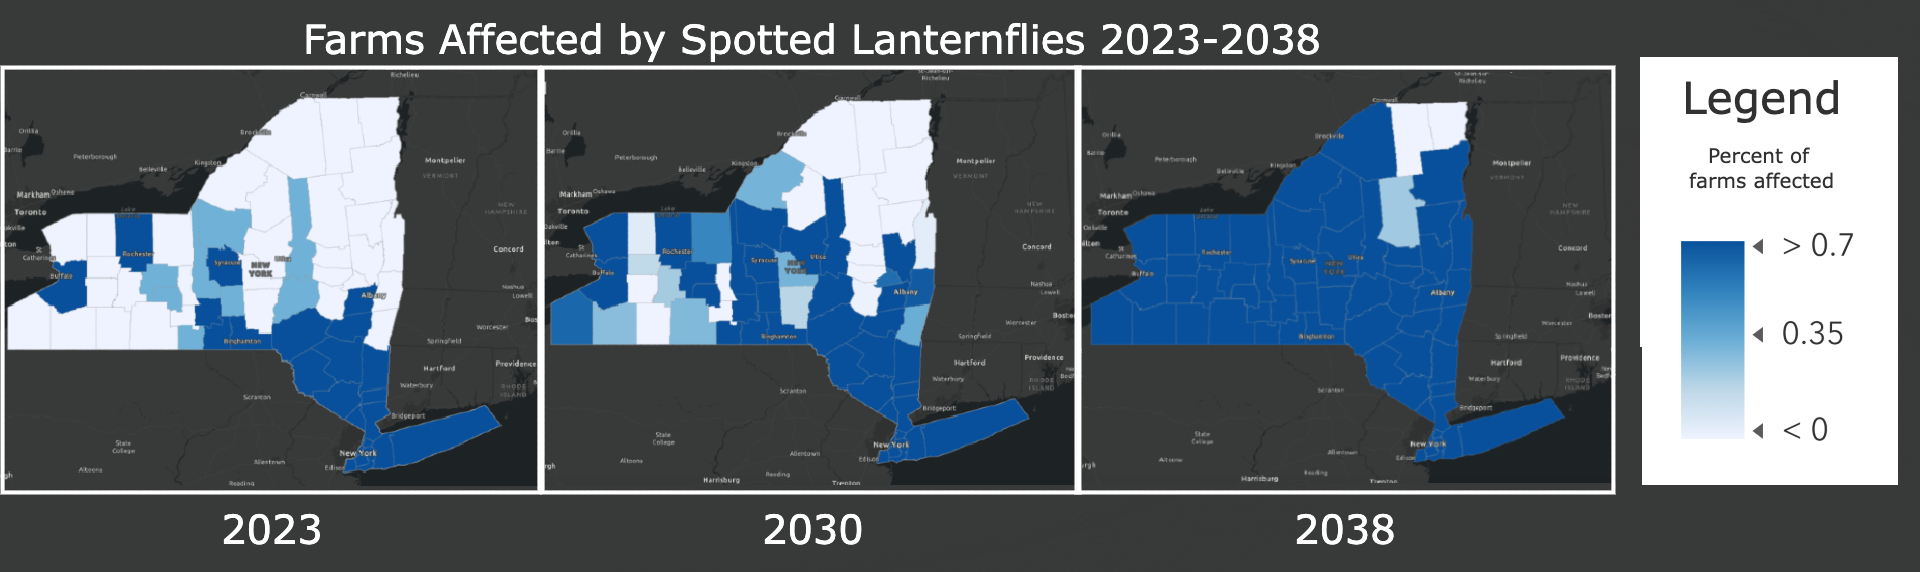 Farms Affected by Spotted Lanternflies 2023-2038
Richelieu
Cornwall
Brockville
Orillia
Barrie
Peterborough
Belleville
Kingston
Montpelier
VERMONT
Markham
Oshawa
Toronto
Lake
NEW
HAMPSHIRE
St
Catharines
Rochester
Buffalo
Syracuse
Utica
NEW
YORK
Concord
Nashua
Lowell
Albany
Worcester
Springfield
Binghamton
Hartford
Providence
RHODE
ISLAND
Waterbury
Scranton
Bridgeport
State
College
New York
Edison
Allentown
Altoona
Reading
Richelieu
Cornwall
Brockville
Orillia
Barrie
Peterborough
Belleville
Kingston
Montpelier
VERMONT
Markham
Oshawa
Toronto
Oakville
Lake
NEW
HAMPSHIRE
St
Catharines
Rochester
Buffalo
Syracuse
Utica
NEW
YORK
Concord
Nashua
Lowell
Albany
Worcester
Springfield
Binghamton
Hartford
Providence
RHODE
ISLAND
Waterbury
Scranton
Bridgeport
State
College
New York
Edison
Allentown
Altoona
Reading
Harrisburg
Trenton
Cornwall
Brockville
Orillia
Barrie
Peterborough
Belleville
Kingston
Montpelier
VERMONT
Markham
Oshawa
Toronto
Oakville
Lake
NEW
HAMPSHIRE
St
Catharines
Rochester
Buffalo
Syracuse
Utica
NEW
YORK
Concord
Nashua
Lowell
Albany
Worcester
Springfield
Binghamton
Hartford
Providence
RHODE
ISLAND
Waterbury
Scranton
Bridgeport
State
College
New York
Edison
Allentown
Altoona
Reading
Harrisburg
Trenton
2023
2030
2038
Legend
Percent of
farms affected
> 0.7
0.35
< 0